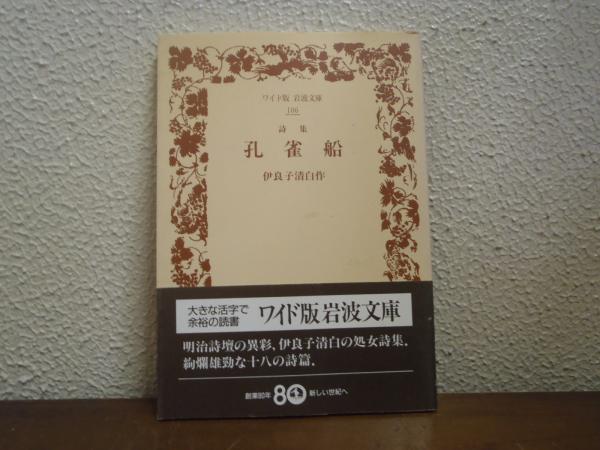 ワイド版 岩波文庫
106
詩集
孔雀船
伊良子清白作
大きな活字で
余裕の読書
ワイド版岩波文庫
明治詩壇の異彩、伊良子清白の処女詩集．
絢爛雄勁な十八の詩篇．
創業80年 80 新しい世紀へ